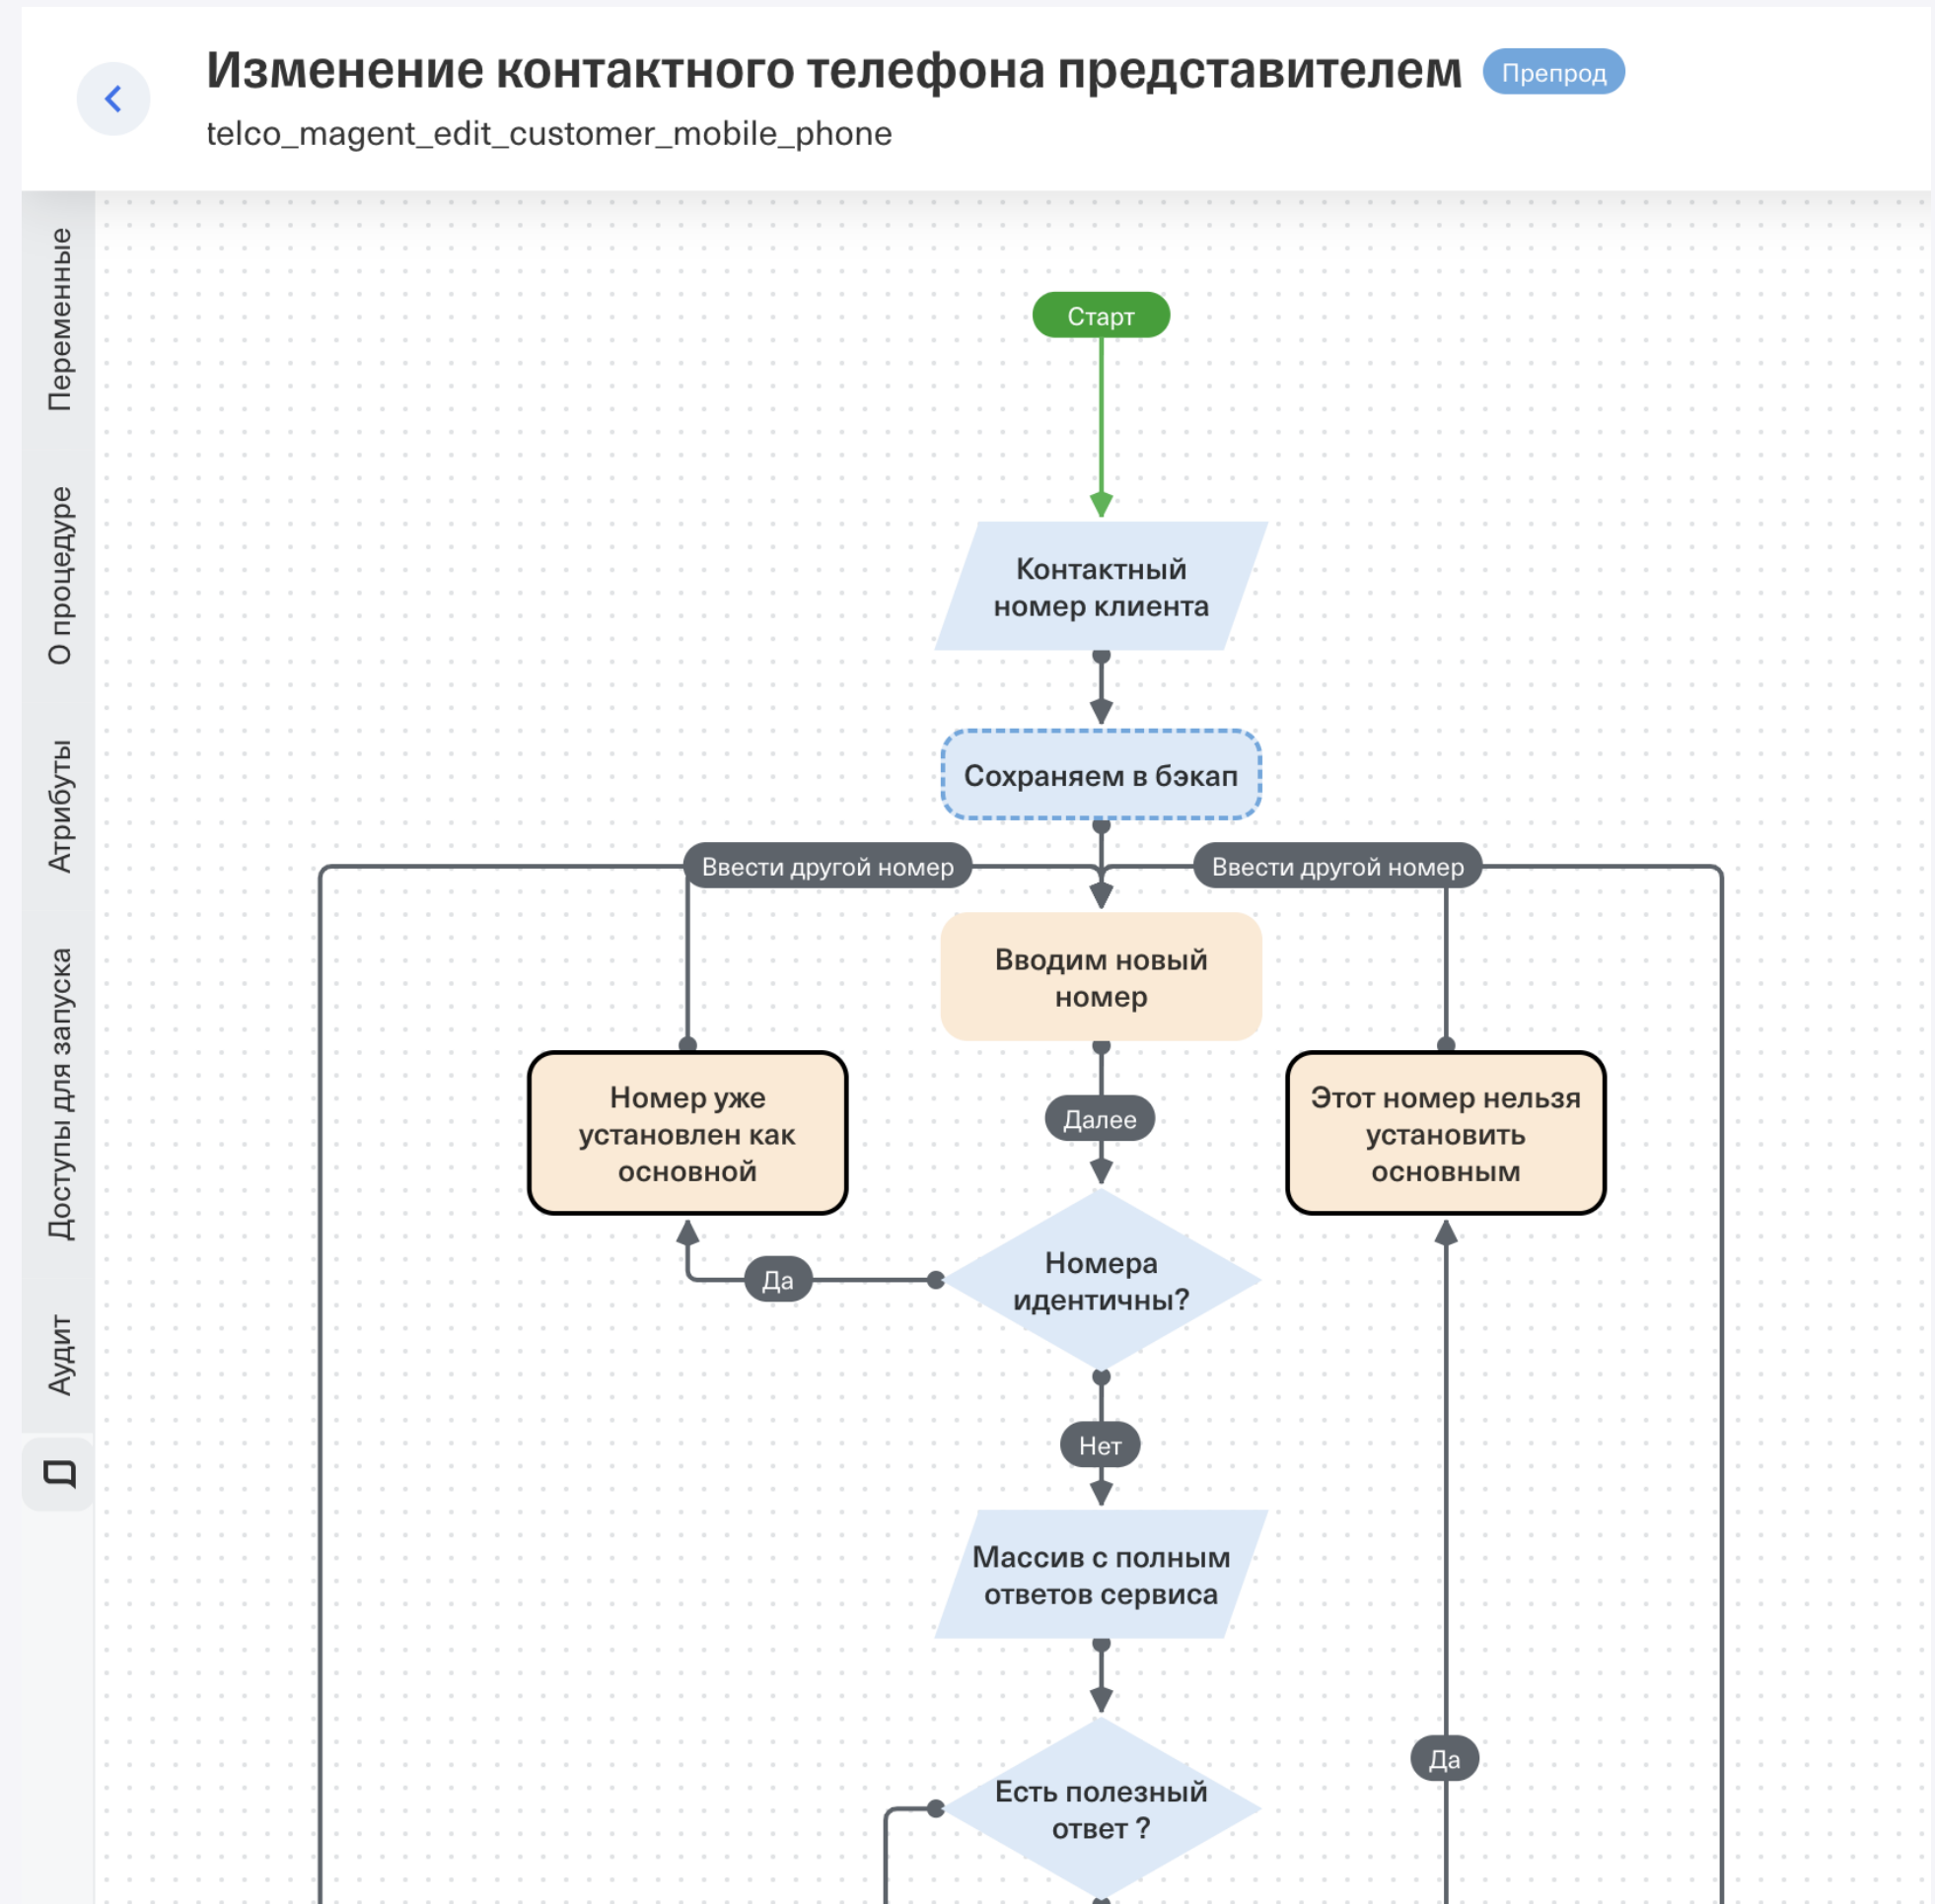 Изменение контактного телефона представителем
Препрод
telco_magent_edit_customer_mobile_phone
Переменные
О процедуре
Атрибуты
Доступы для запуска
Аудит
Старт
Контактный
номер клиента
Сохраняем в бэкап
Ввести другой номер
Ввести другой номер
Вводим новый
номер
Номер уже
установлен как
основной
Далее
Этот номер нельзя
установить
основным
Да
Номера
идентичны?
Нет
Массив с полным
ответов сервиса
Да
Есть полезный
ответ ?